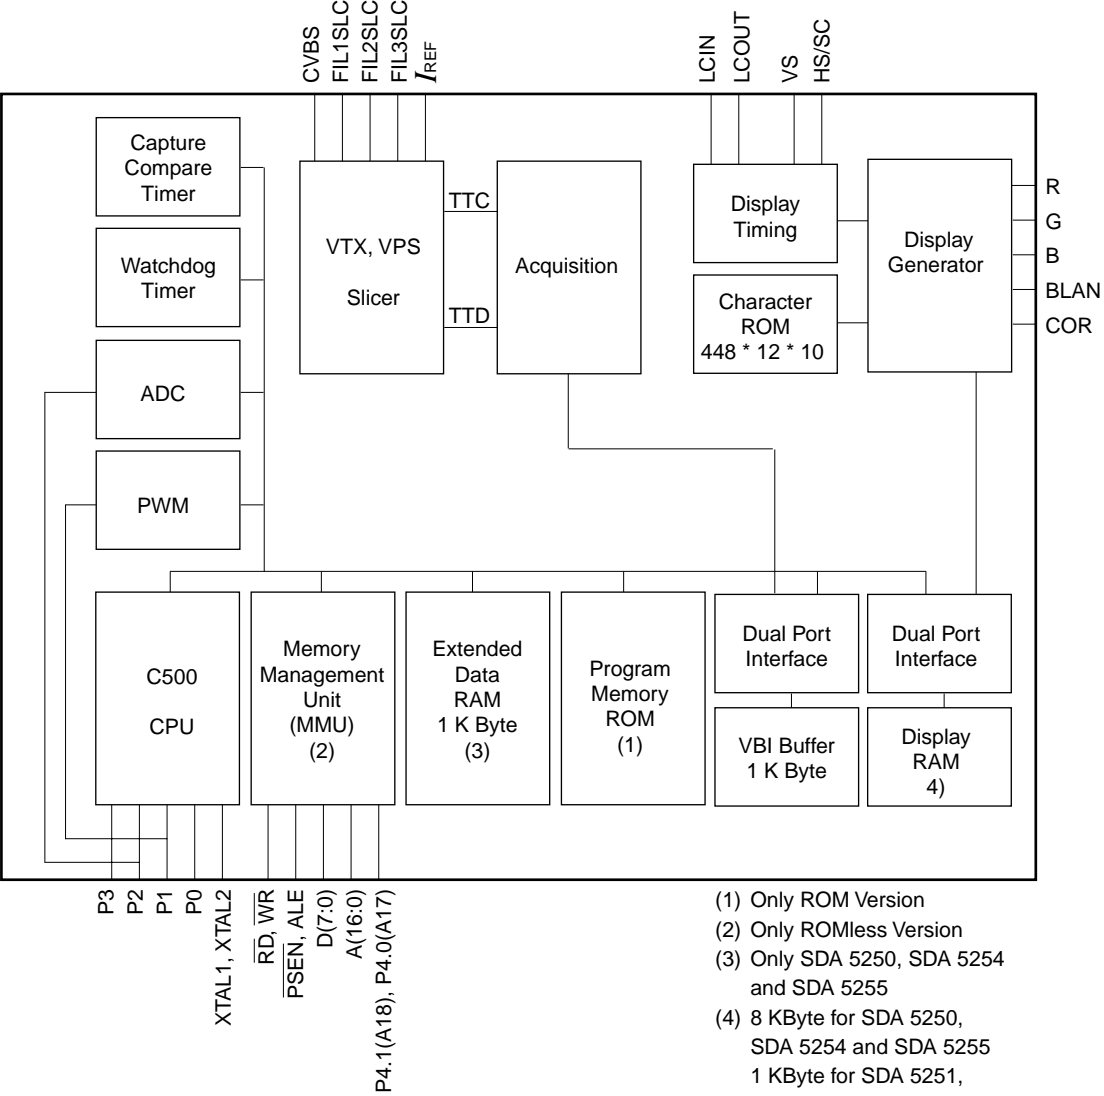 CVBS
FIL1SLC
FIL2SLC
FIL3SLC
IREF
LCIN
LCOUT
VS
HS/SC
Capture
Compare
Timer
Watchdog
Timer
ADC
PWM
VTX, VPS
Slicer
TTC
TTD
Acquisition
Display
Timing
Character
ROM
448 * 12 * 10
Display
Generator
R
G
B
BLAN
COR
C500
CPU
Memory
Management
Unit
(MMU)
(2)
Extended
Data
RAM
1 K Byte
(3)
Program
Memory
ROM
(1)
Dual Port
Interface
VBI Buffer
1 K Byte
Dual Port
Interface
Display
RAM
4)
P3
P2
P1
P0
XTAL1, XTAL2
RD, WR
PSEN, ALE
D(7:0)
A(16:0)
P4.1(A18), P4.0(A17)
(1) Only ROM Version
(2) Only ROMless Version
(3) Only SDA 5250, SDA 5254
and SDA 5255
(4) 8 KByte for SDA 5250,
SDA 5254 and SDA 5255
1 KByte for SDA 5251,